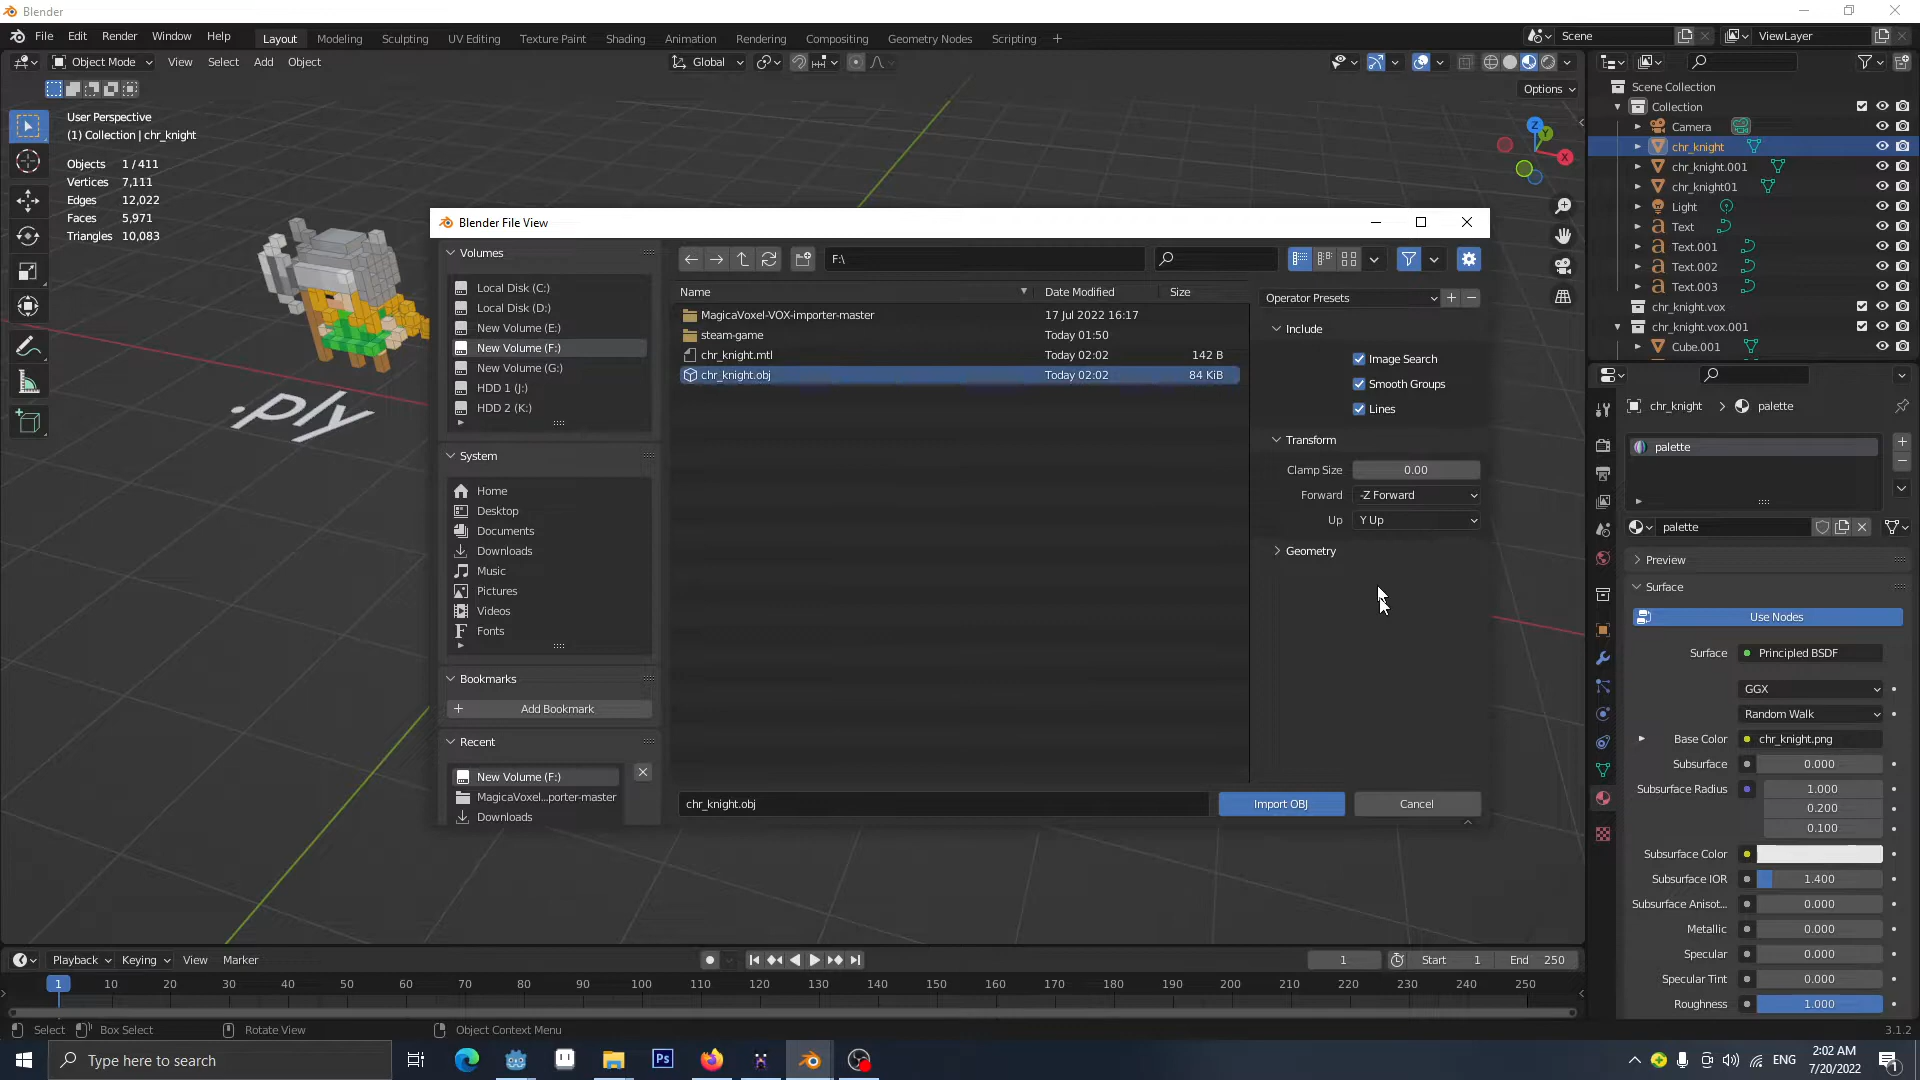 Blender
File Edit Render Window Help Layout Modeling Sculpting UV Editing Texture Paint Shading Animation Rendering Compositing Geometry Nodes Scripting Scene ViewLayer
Object Mode View Select Add Object Global
Options
User Perspective
(1) Collection | chr_knight
Objects 1 / 411
Vertices 7,111
Edges 12,022
Faces 5,971
Triangles 10,083
Z
Y
X
.ply
Scene Collection
Collection
Camera
chr_knight
chr_knight.001
chr_knight01
Light
Text
Text.001
Text.002
Text.003
chr_knight.vox
chr_knight.vox.001
Cube.001
Blender File View
Volumes
Local Disk (C:)
Local Disk (D:)
New Volume (E:)
New Volume (F:)
New Volume (G:)
HDD 1 (J:)
HDD 2 (K:)
System
Home
Desktop
Documents
Downloads
Music
Pictures
Videos
Fonts
Bookmarks
Add Bookmark
Recent
New Volume (F:)
MagicaVoxel...porter-master
Downloads
F:\
Name Date Modified Size
MagicaVoxel-VOX-importer-master 17 Jul 2022 16:17
steam-game Today 01:50
chr_knight.mtl Today 02:02 142 B
chr_knight.obj Today 02:02 84 KiB
Operator Presets
Include
Image Search
Smooth Groups
Lines
Transform
Clamp Size 0.00
Forward -Z Forward
Up Y Up
Geometry
chr_knight.obj Import OBJ Cancel
chr_knight palette
palette
palette
Preview
Surface
Use Nodes
Surface Principled BSDF
GGX
Random Walk
Base Color chr_knight.png
Subsurface 0.000
Subsurface Radius 1.000
0.200
0.100
Subsurface Color
Subsurface IOR 1.400
Subsurface Anisot... 0.000
Metallic 0.000
Specular 0.000
Specular Tint 0.000
Roughness 1.000
Playback Keying View Marker 1 Start 1 End 250
1 10 20 30 40 50 60 70 80 90 100 110 120 130 140 150 160 170 180 190 200 210 220 230 240 250
Select Box Select Rotate View Object Context Menu 3.1.2
Type here to search Ps ENG
2:02 AM
7/20/2022
1